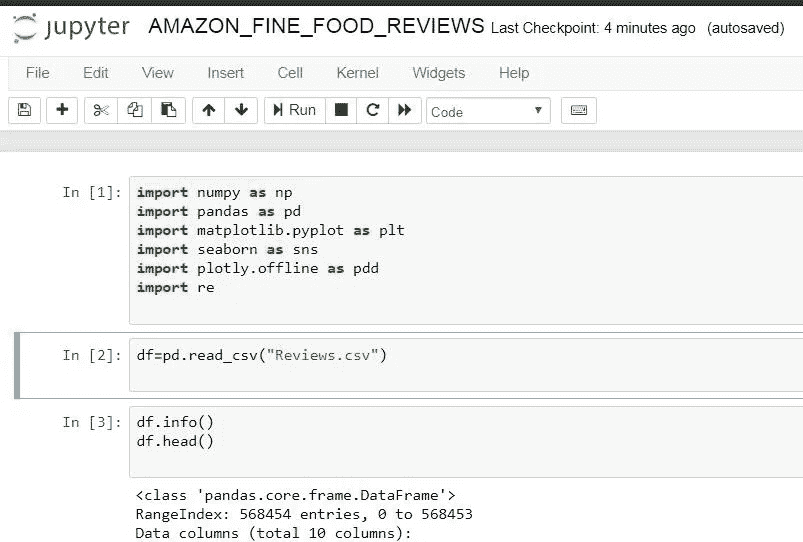 jupyter AMAZON_FINE_FOOD_REVIEWS Last Checkpoint: 4 minutes ago (autosaved)
File Edit View Insert Cell Kernel Widgets Help
Run Code
In [1]: import numpy as np
import pandas as pd
import matplotlib.pyplot as plt
import seaborn as sns
import plotly.offline as pdd
import re
In [2]: df=pd.read_csv("Reviews.csv")
In [3]: df.info()
df.head()
<class 'pandas.core.frame.DataFrame'>
RangeIndex: 568454 entries, 0 to 568453
Data columns (total 10 columns):